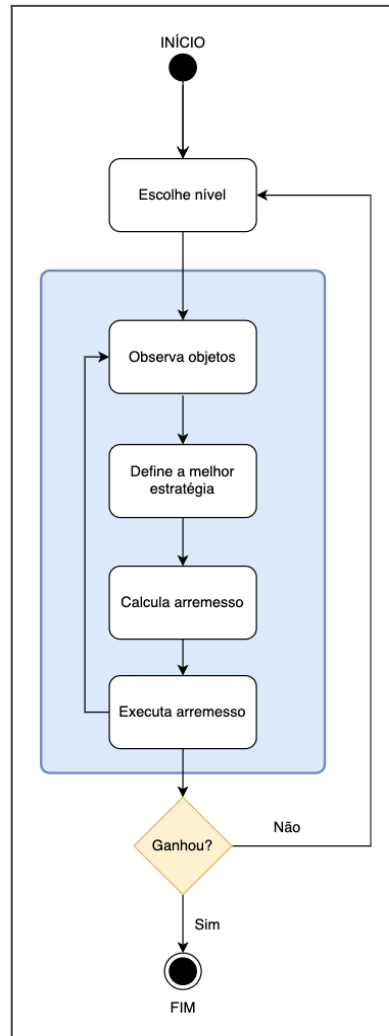 INÍCIO
Escolhe nível
Observa objetos
Define a melhor
estratégia
Calcula arremesso
Executa arremesso
Ganhou?
Não
Sim
FIM